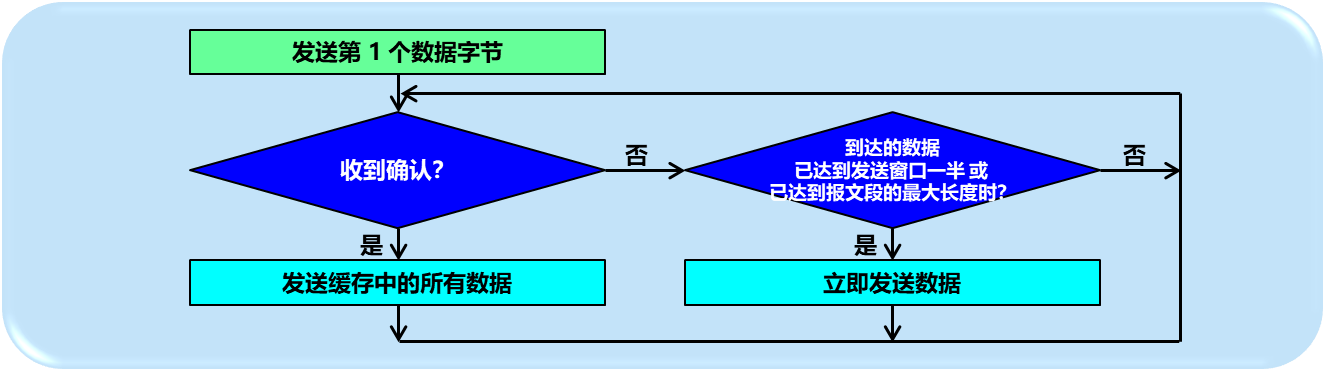 发送第 1 个数据字节
收到确认?
否
到达的数据
已达到发送窗口一半 或
已达到报文段的最大长度时?
否
是
是
发送缓存中的所有数据
立即发送数据